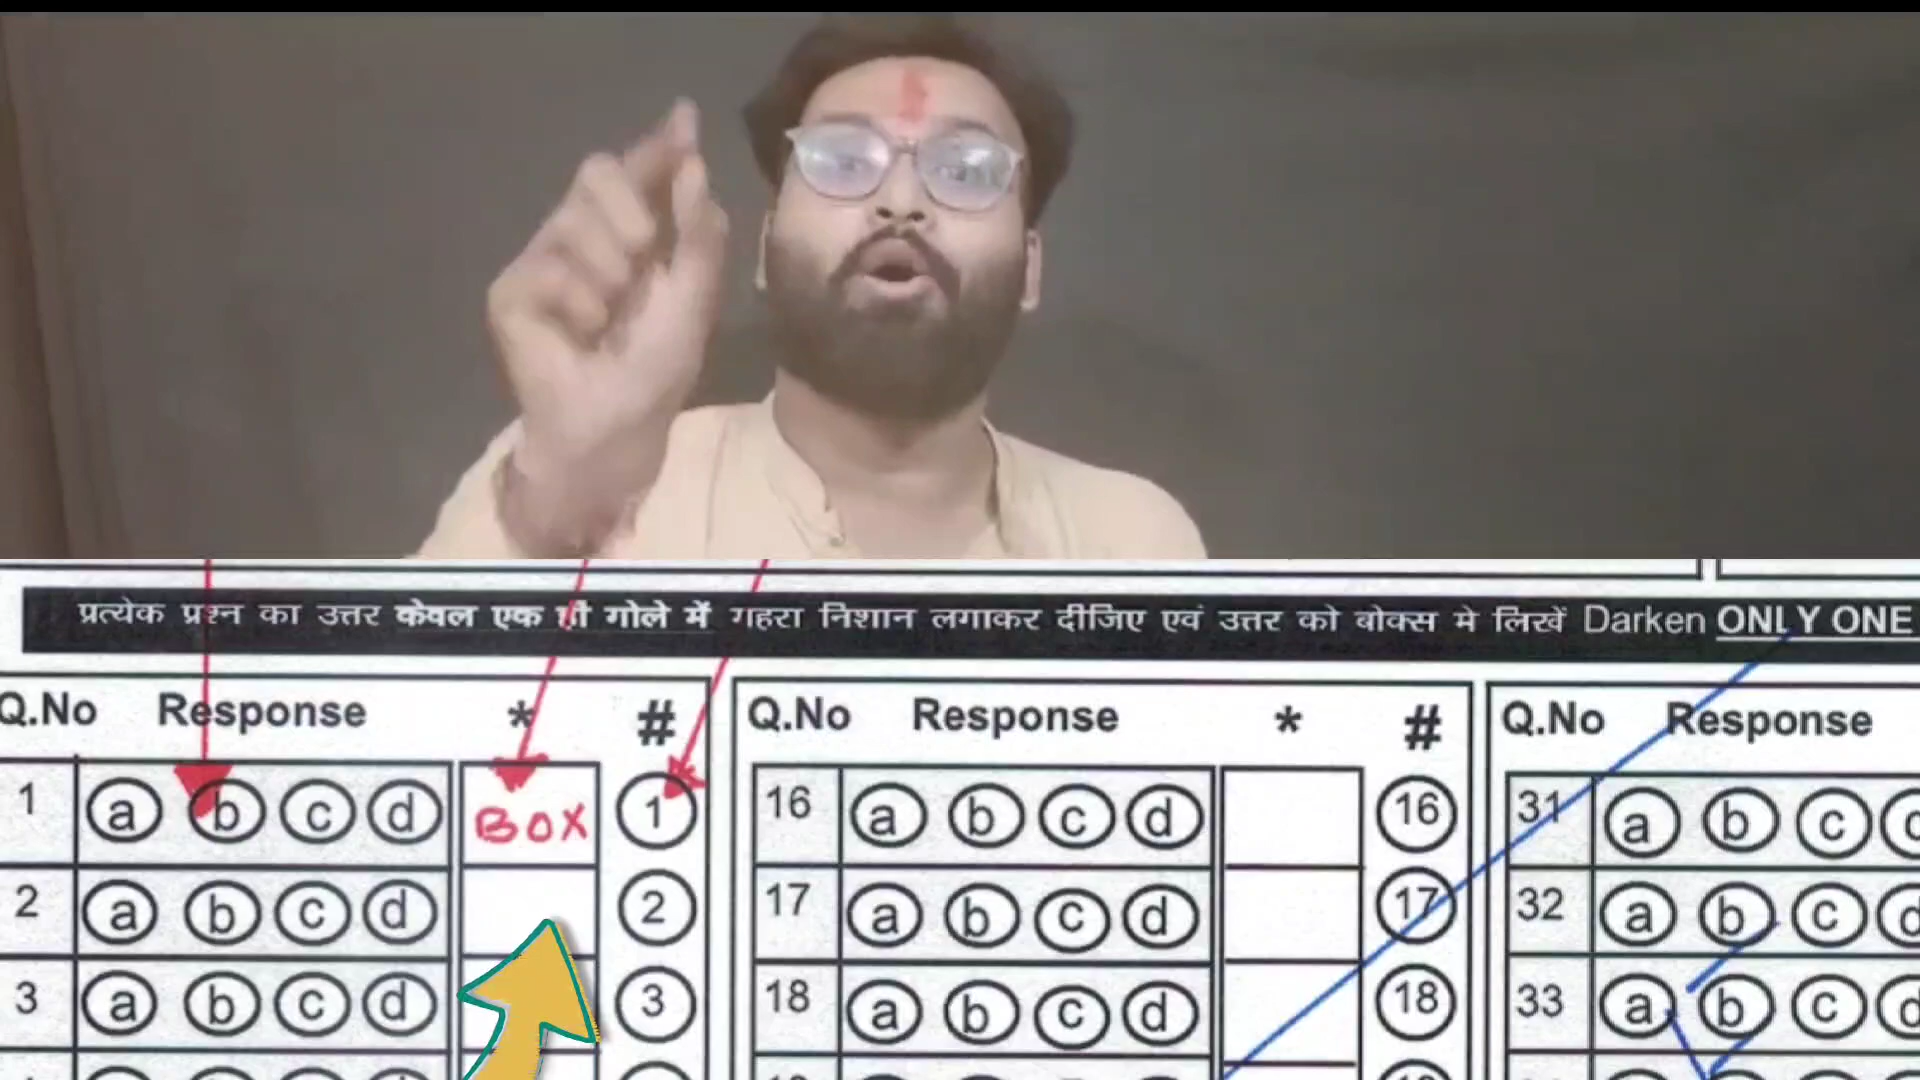 प्रत्येक प्रश्न का उत्तर केवल एक ही गोले में गहरा निशान लगाकर दीजिए एवं उत्तर को बोक्स मे लिखें Darken ONLY ONE
Q.No Response * # Q.No Response * # Q.No Response
1 a b c d BOX 1 16 a b c d 16 31 a b c
2 a b c d 2 17 a b c d 17 32 a b c d
3 a b c d 3 18 a b c d 18 33 a b c d